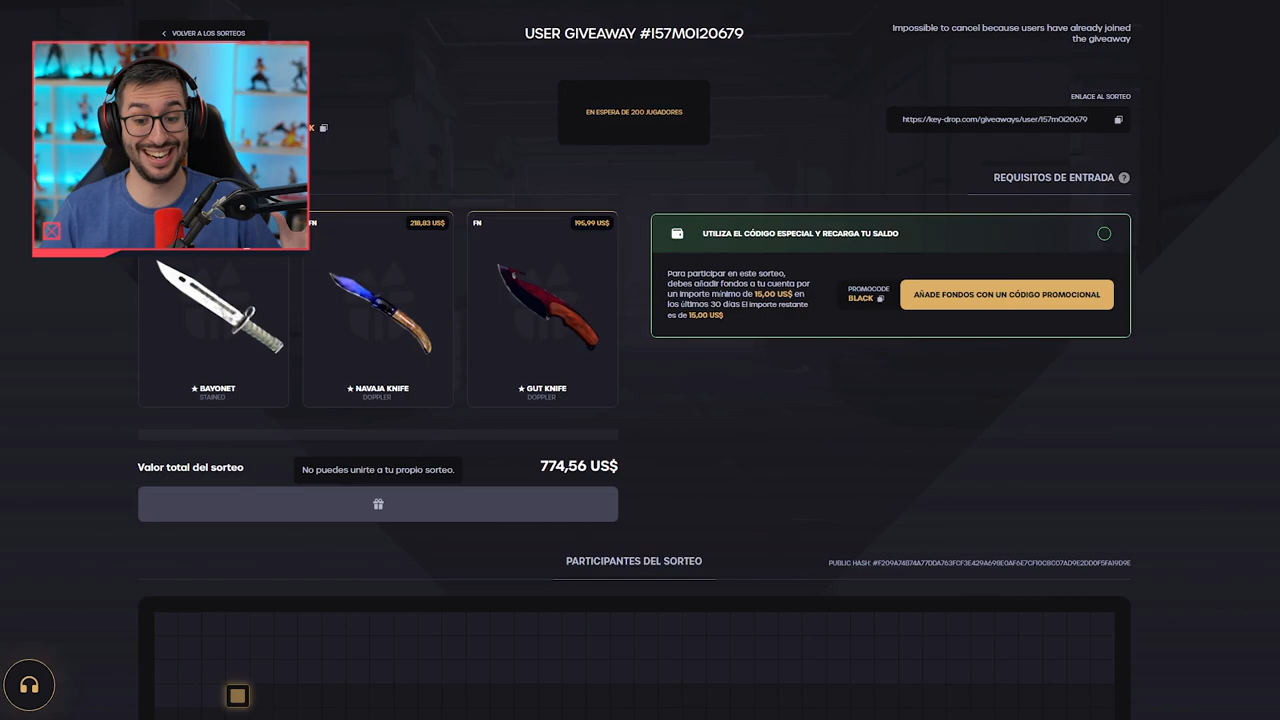 VOLVER A LOS SORTEOS
USER GIVEAWAY #I57MOI20679
Impossible to cancel because users have already joined
the giveaway
EN ESPERA DE 200 JUGADORES
ENLACE AL SORTEO
K
https://key-drop.com/giveaways/user/I57m0I20679
REQUISITOS DE ENTRADA ?
FN
218,83 US$
FN
195,99 US$
UTILIZA EL CÓDIGO ESPECIAL Y RECARGA TU SALDO
Para participar en este sorteo,
debes añadir fondos a tu cuenta por
un importe mínimo de 15,00 US$ en
los últimos 30 días El importe restante
es de 15,00 US$
PROMOCODE
BLACK
AÑADE FONDOS CON UN CÓDIGO PROMOCIONAL
★ BAYONET
STAINED
★ NAVAJA KNIFE
DOPPLER
★ GUT KNIFE
DOPPLER
Valor total del sorteo
No puedes unirte a tu propio sorteo.
774,56 US$
PARTICIPANTES DEL SORTEO